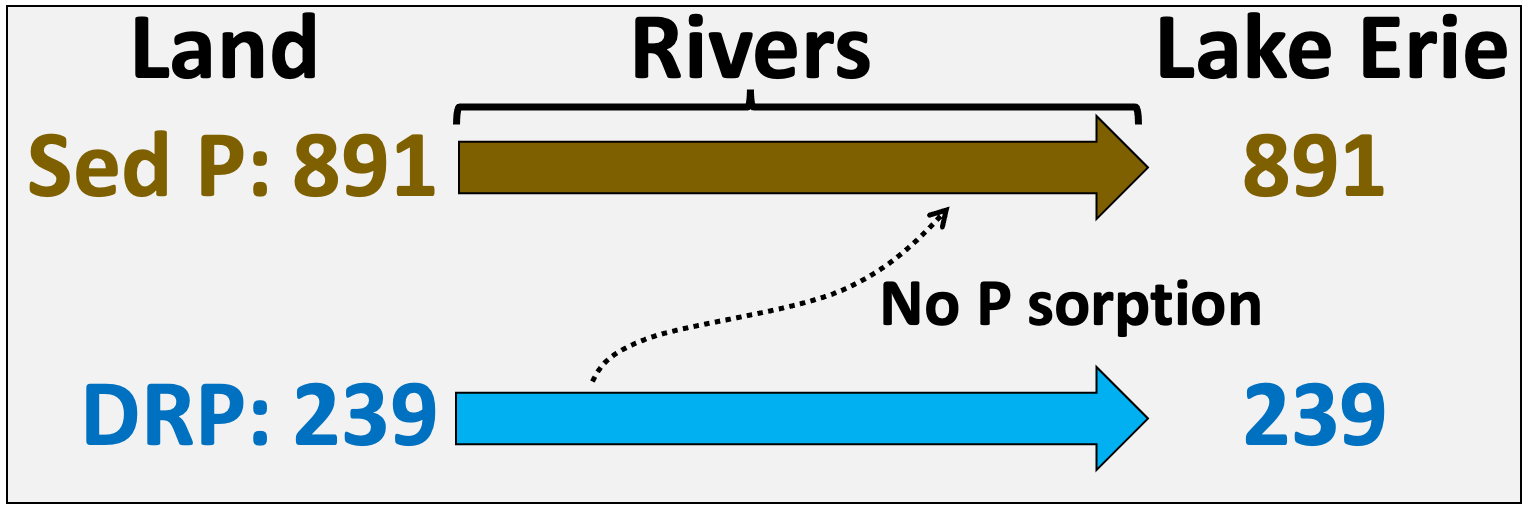 Land Rivers Lake Erie
Sed P: 891 891
No P sorption
DRP: 239 239